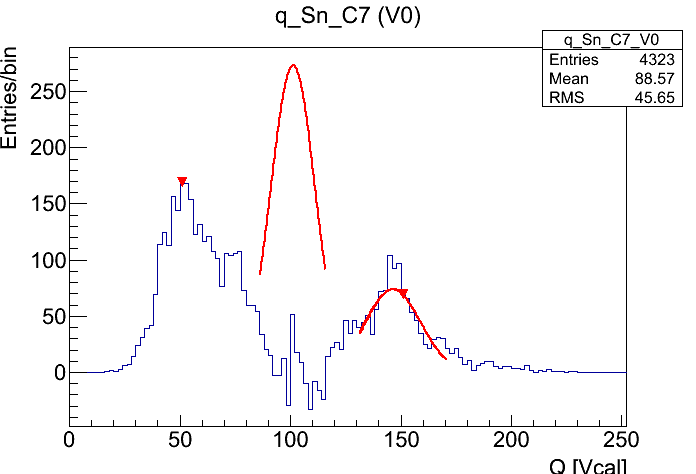 q_Sn_C7 (V0)
q_Sn_C7_V0
Entries 4323
Mean 88.57
RMS 45.65
Entries/bin
250
200
150
100
50
0
0 50 100 150 200 250
Q [Vcal]